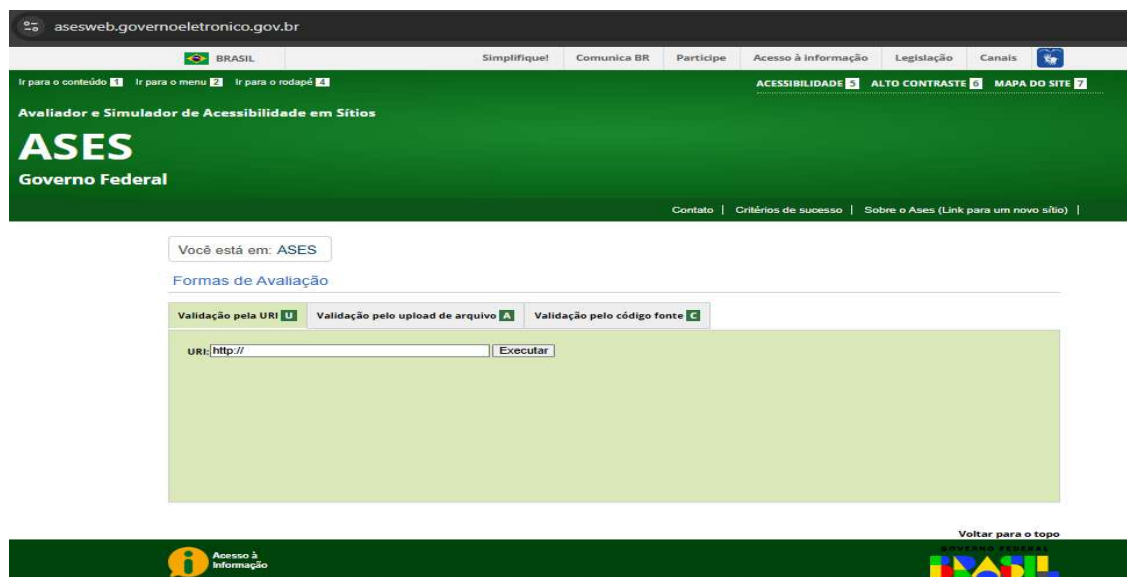 asesweb.governoeletronico.gov.br
BRASIL Simplifique! Comunica BR Participe Acesso à informação Legislação Canais
Ir para o conteúdo 1 Ir para o menu 2 Ir para o rodapé 4 ACESSIBILIDADE 5 ALTO CONTRASTE 6 MAPA DO SITE 7
Avaliador e Simulador de Acessibilidade em Sítios
ASES
Governo Federal
Contato | Critérios de sucesso | Sobre o Ases (Link para um novo sítio) |
Você está em: ASES
Formas de Avaliação
Validação pela URI U Validação pelo upload de arquivo A Validação pelo código fonte C
URI: http:// Executar
Voltar para o topo
Acesso à
Informação
GOVERNO FEDERAL
BRASIL